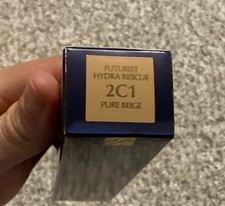 FUTURIST
HYDRA RESCUE
2C1
PURE BEIGE